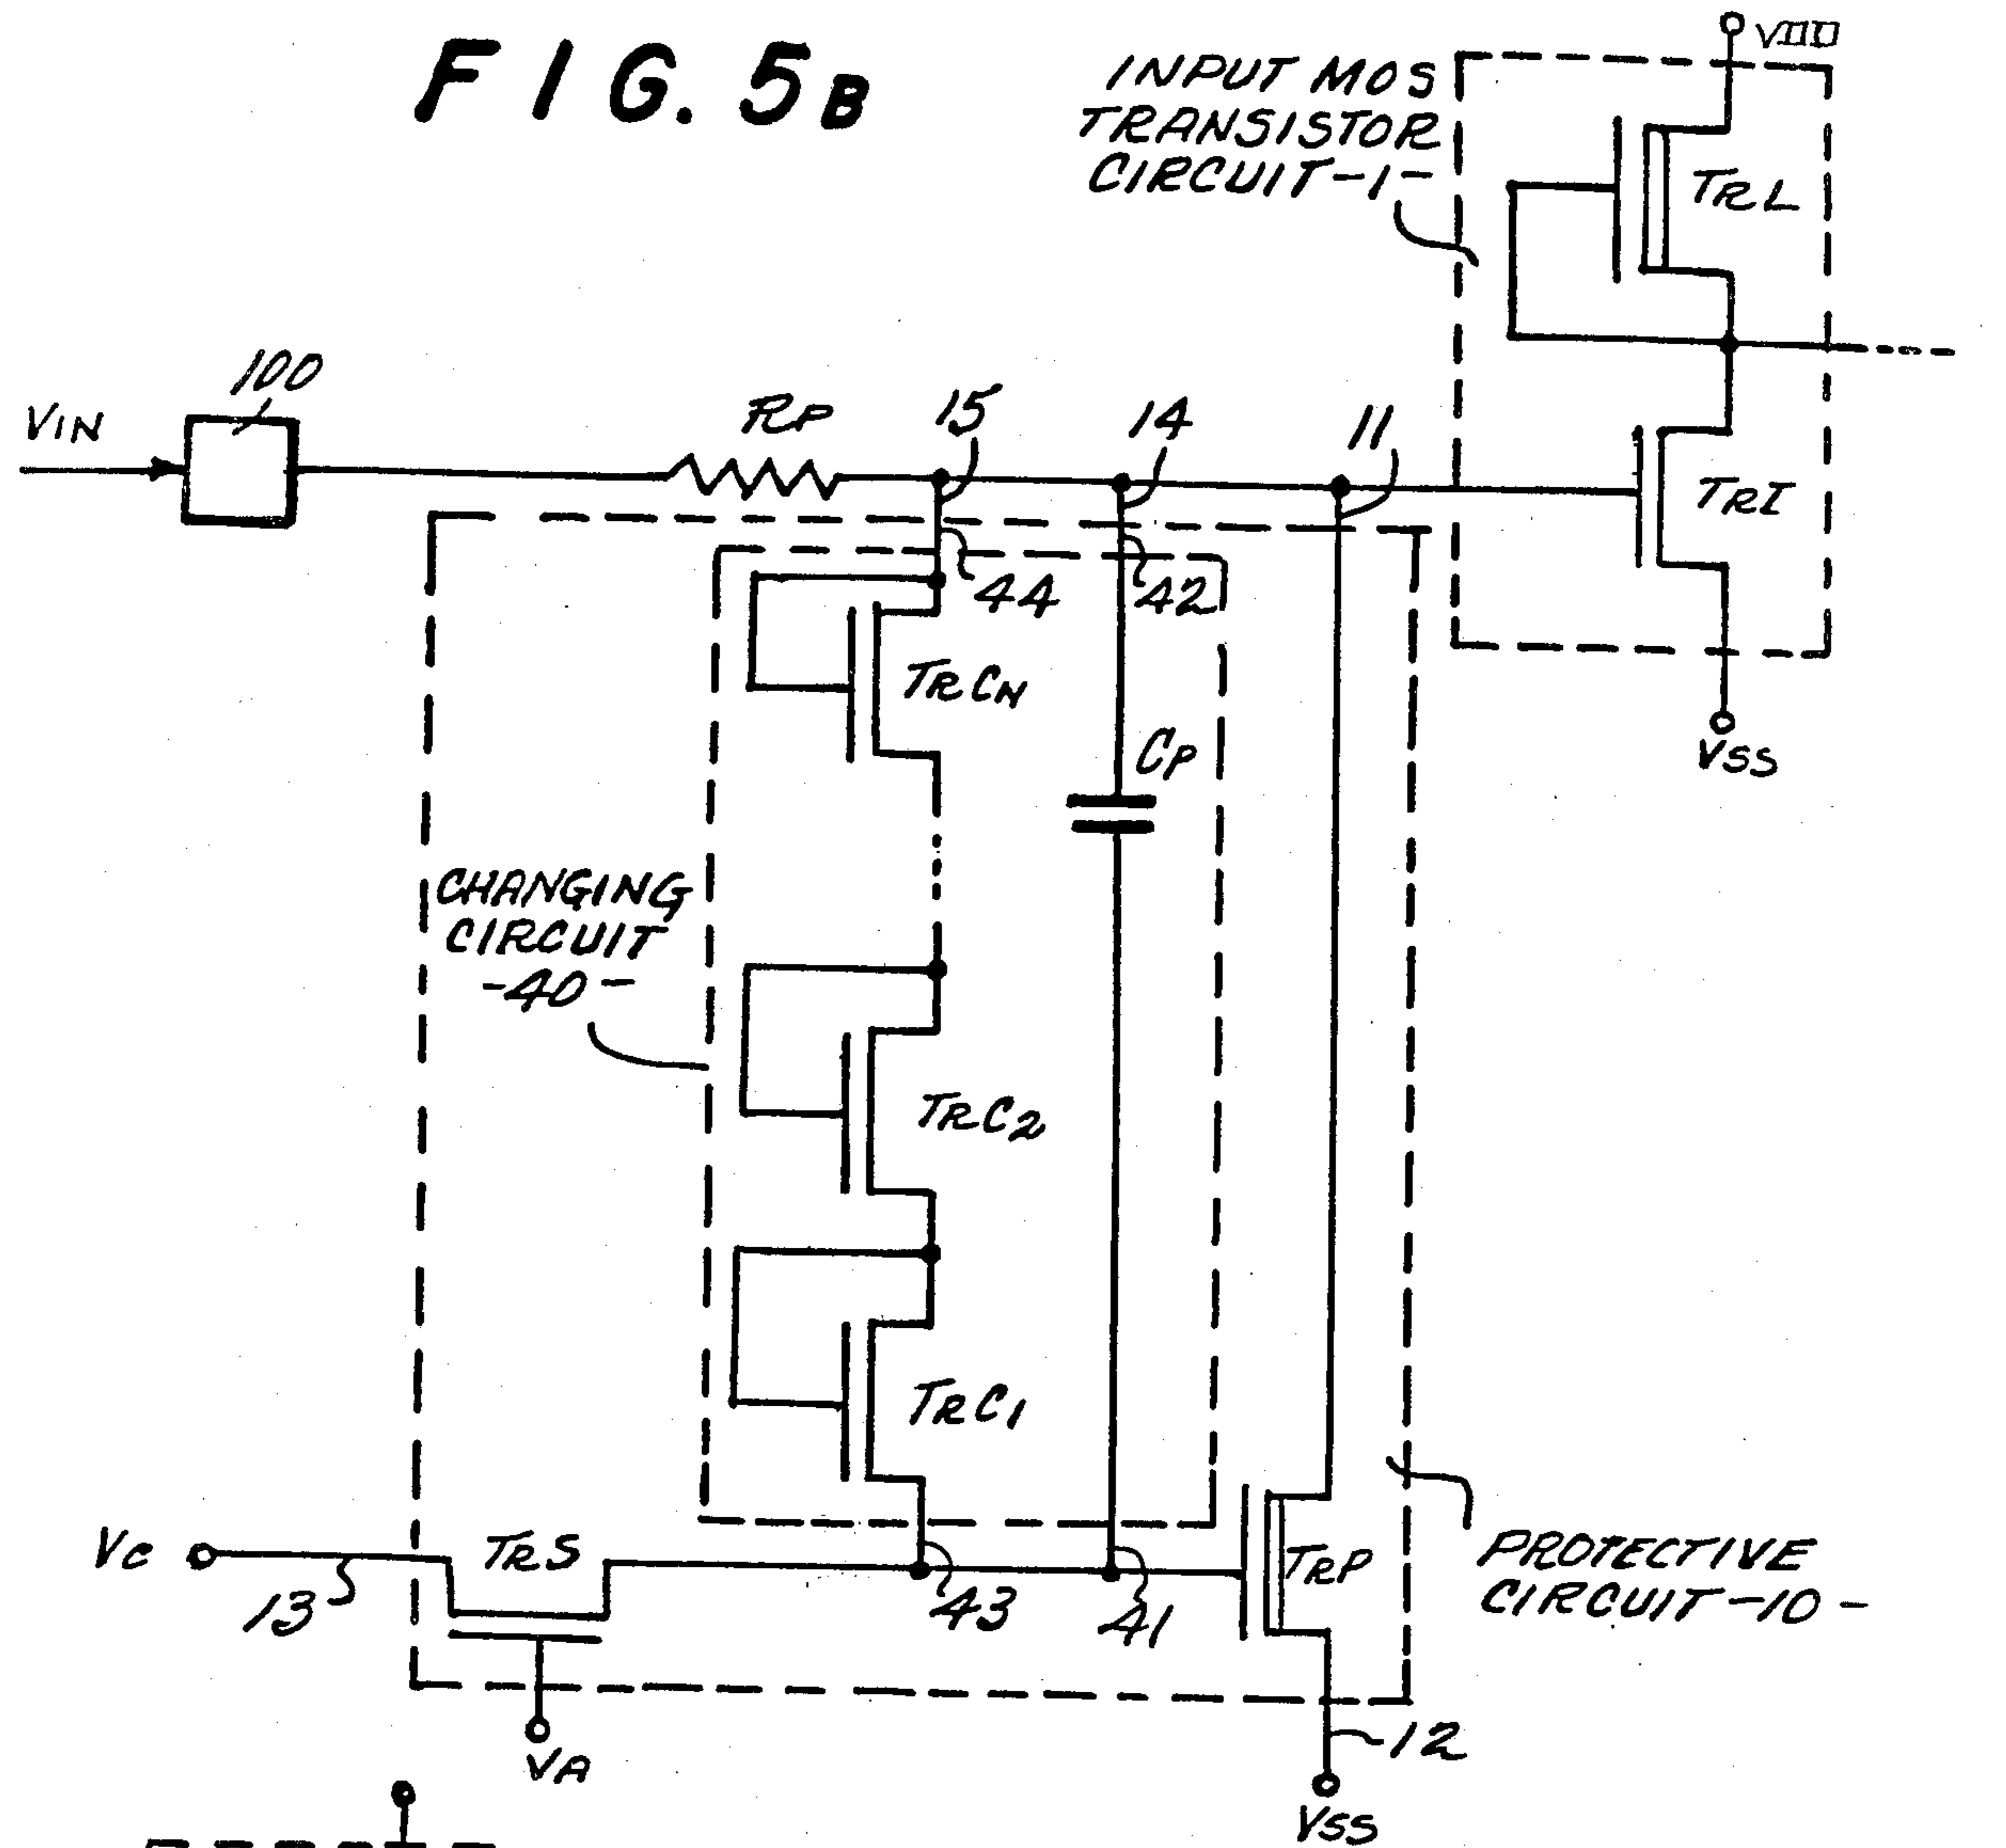 FIG. 5B
INPUT MOS
TRANSISTOR
CIRCUIT-1-
VDD
TRL
VIN
100
RP
15
14
11
TRI
44
42
TRCN
CP
VSS
CHANGING
CIRCUIT
-40-
TRC2
TRC1
VC
13
TRS
43
41
TRP
PROTECTIVE
CIRCUIT-10-
VA
12
VSS